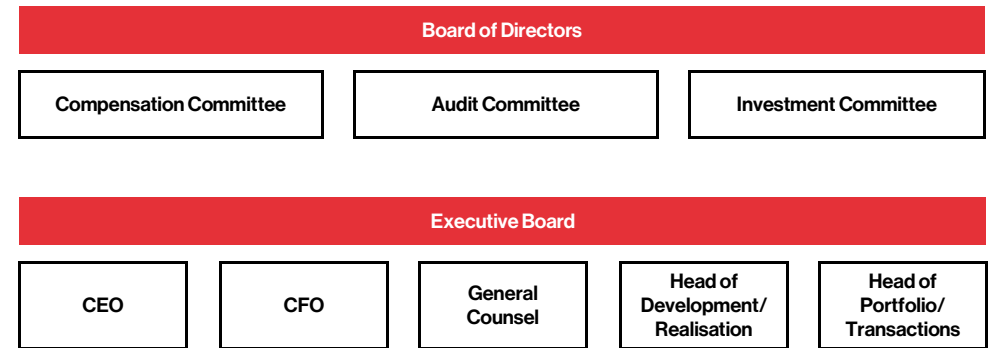 Board of Directors
Compensation Committee
Audit Committee
Investment Committee
Executive Board
CEO
CFO
General
Counsel
Head of
Development/
Realisation
Head of
Portfolio/
Transactions